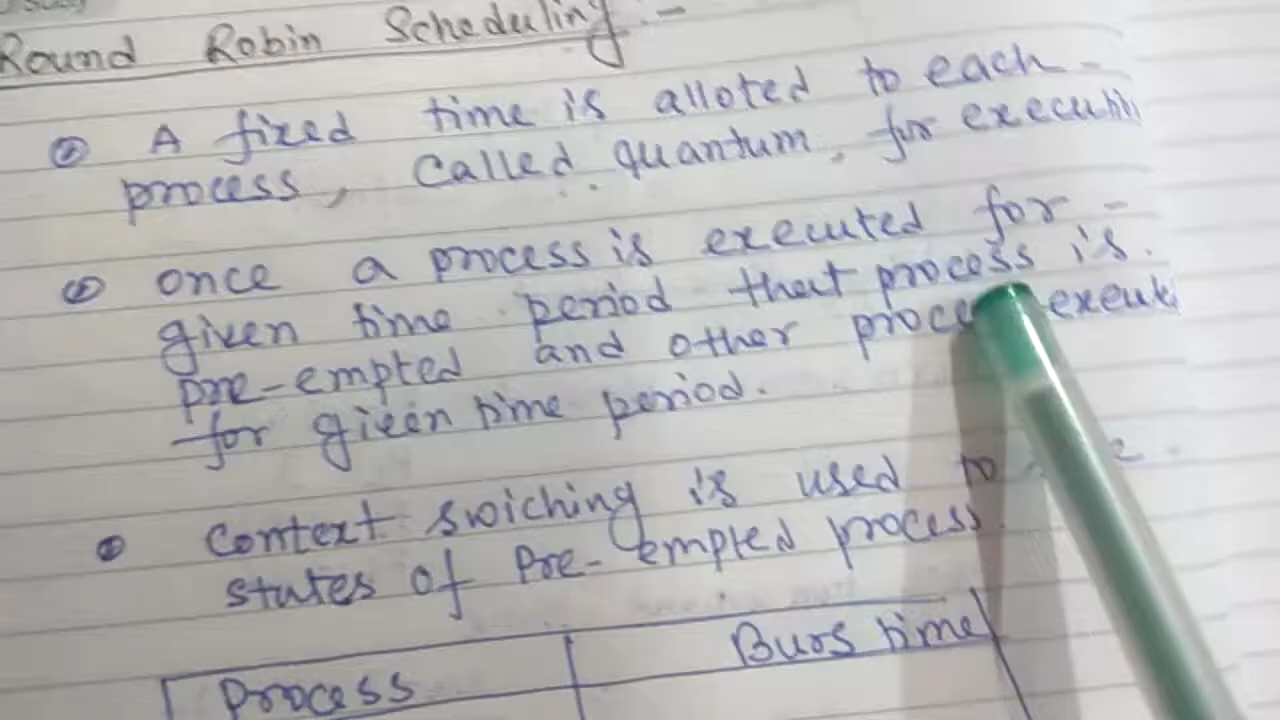 Round Robin Scheduling :-
A fixed time is alloted to each -
process, called quantum, for
once a process is executed for -
given time period that process is.
pre-empted and other
for given time period.
Context swiching is used to
states of Pre-empted process
Process Burs time